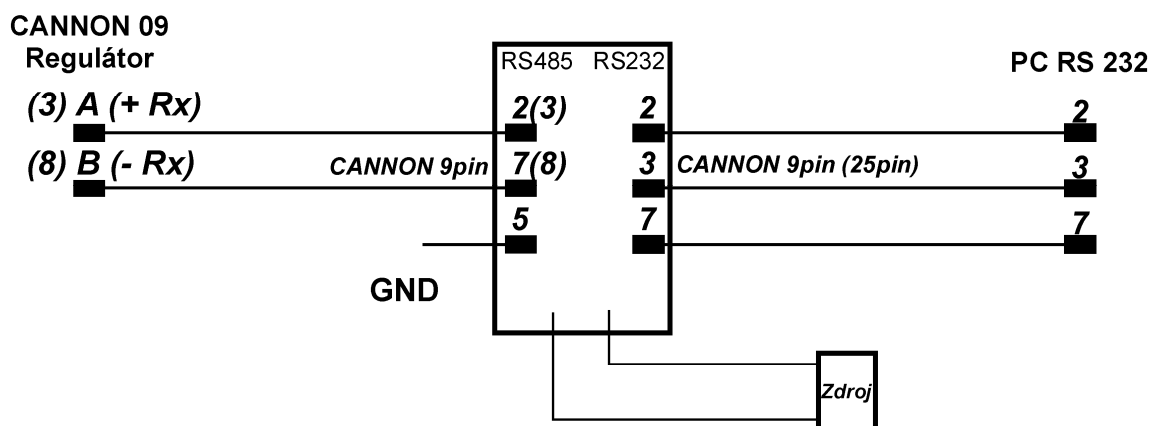 CANNON 09
Regulátor
RS485 RS232
PC RS 232
(3) A (+ Rx)
2(3)
2
2
(8) B (- Rx)
CANNON 9pin
7(8)
3
CANNON 9pin (25pin)
3
5
7
7
GND
Zdroj